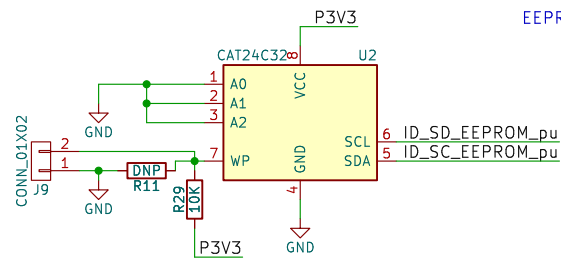 P3V3
EEPR
CAT24C32
U2
8
VCC
1
A0
2
A1
3
A2
GND
6
SCL
ID_SD_EEPROM_pu
5
SDA
ID_SC_EEPROM_pu
7
WP
GND
4
GND
CONN_01X02
2
1
J9
GND
DNP
R11
R29
10K
P3V3